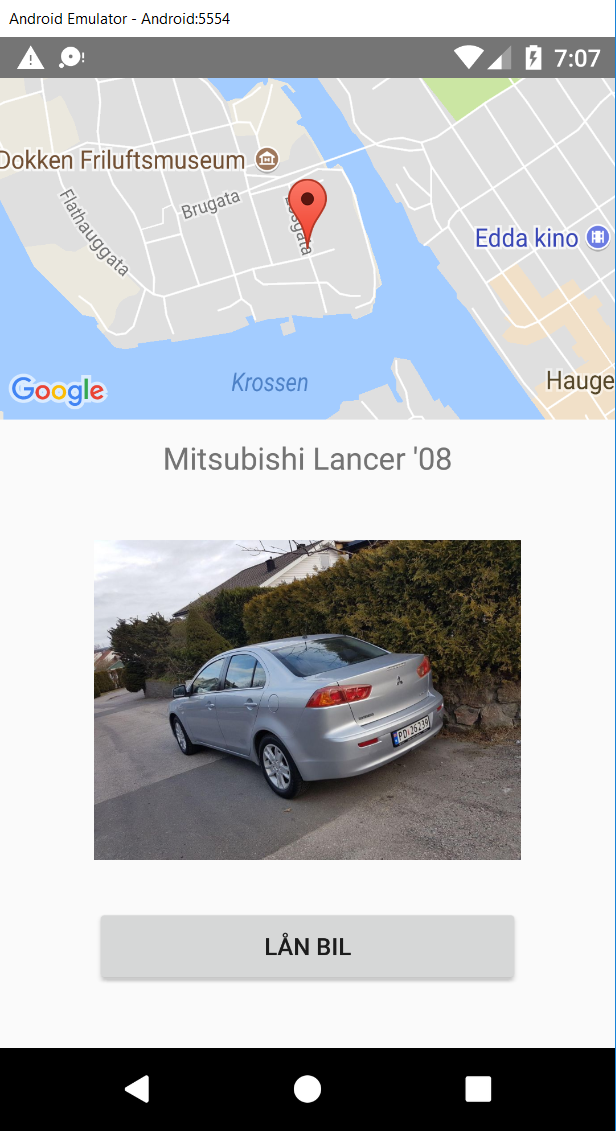 Android Emulator - Android:5554
7:07
Dokken Friluftsmuseum
Brugata
Flathauggata
Edda kino
Google
Krossen
Hauge
Mitsubishi Lancer '08
LÅN BIL